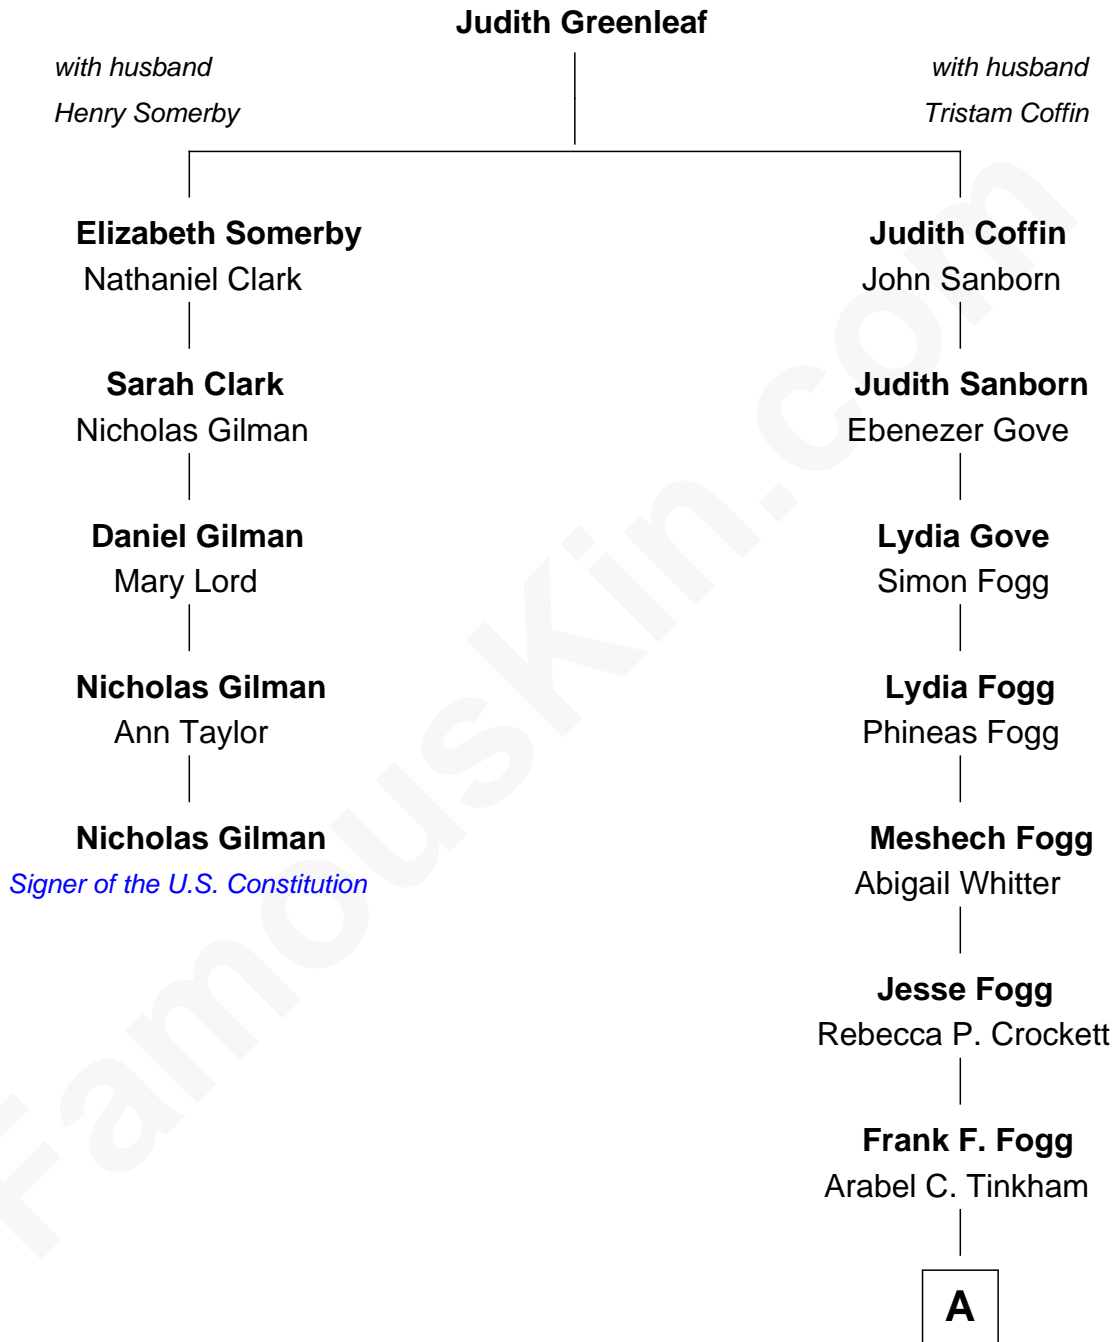 Judith Greenleaf
with husband
Henry Somerby
with husband
Tristam Coffin
Elizabeth Somerby
Nathaniel Clark
Judith Coffin
John Sanborn
Sarah Clark
Nicholas Gilman
Judith Sanborn
Ebenezer Gove
Daniel Gilman
Mary Lord
Lydia Gove
Simon Fogg
Nicholas Gilman
Ann Taylor
Lydia Fogg
Phineas Fogg
Nicholas Gilman
Signer of the U.S. Constitution
Meshech Fogg
Abigail Whitter
Jesse Fogg
Rebecca P. Crockett
Frank F. Fogg
Arabel C. Tinkham
A
FamousKin.com